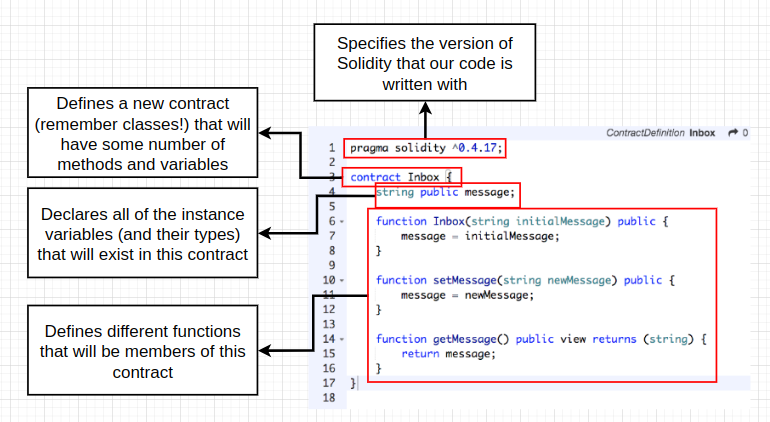 Specifies the version of
Solidity that our code is
written with
Defines a new contract
(remember classes!) that will
have some number of
methods and variables
Declares all of the instance
variables (and their types)
that will exist in this contract
Defines different functions
that will be members of this
contract
ContractDefinition Inbox 0
1 pragma solidity ^0.4.17;
2
3 contract Inbox {
4 string public message;
5
6 function Inbox(string initialMessage) public {
7 message = initialMessage;
8 }
9
10 function setMessage(string newMessage) public {
11 message = newMessage;
12 }
13
14 function getMessage() public view returns (string) {
15 return message;
16 }
17 }
18